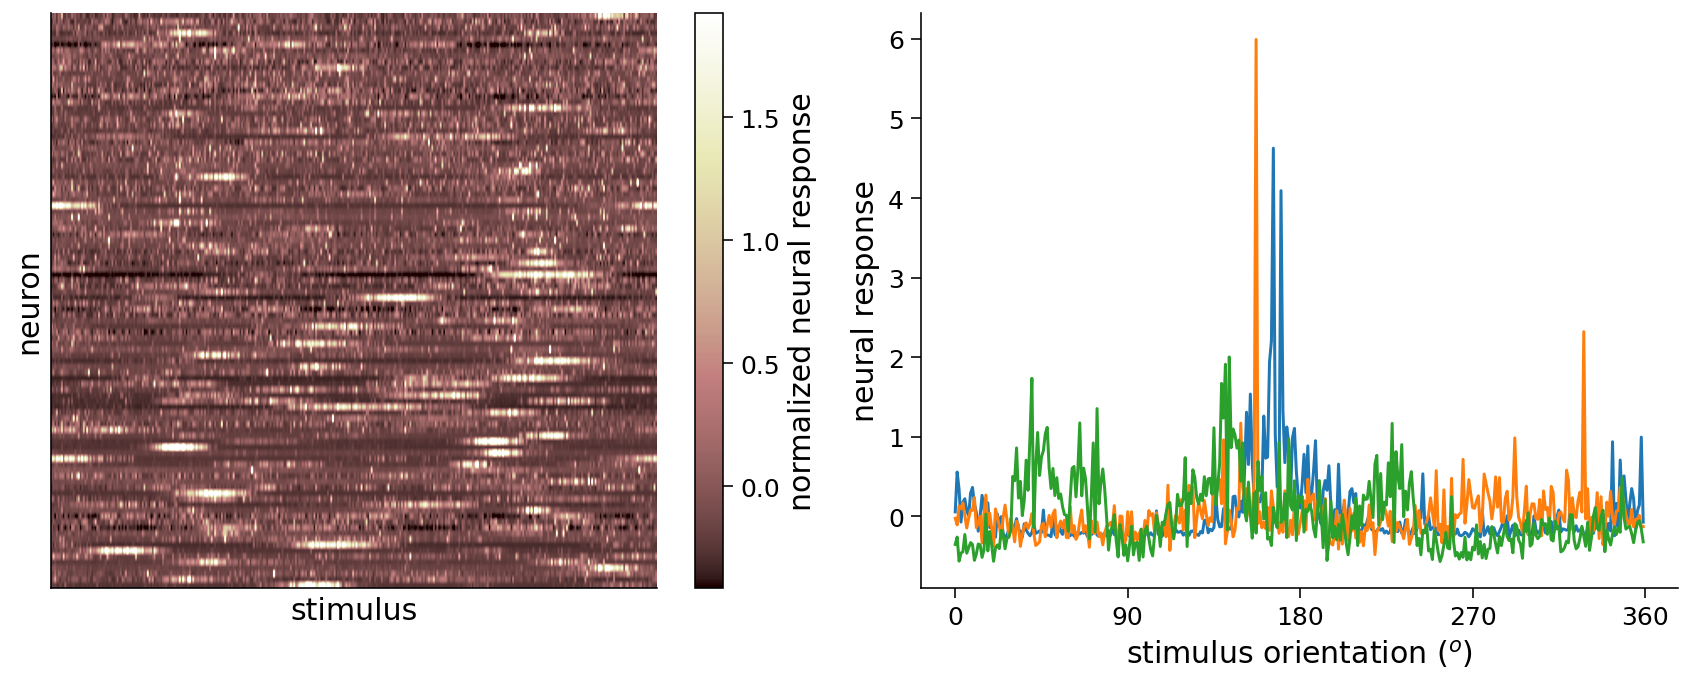 neuron
stimulus
1.5
1.0
0.5
0.0
normalized neural response
neural response
6
5
4
3
2
1
0
0 90 180 270 360
stimulus orientation (º)